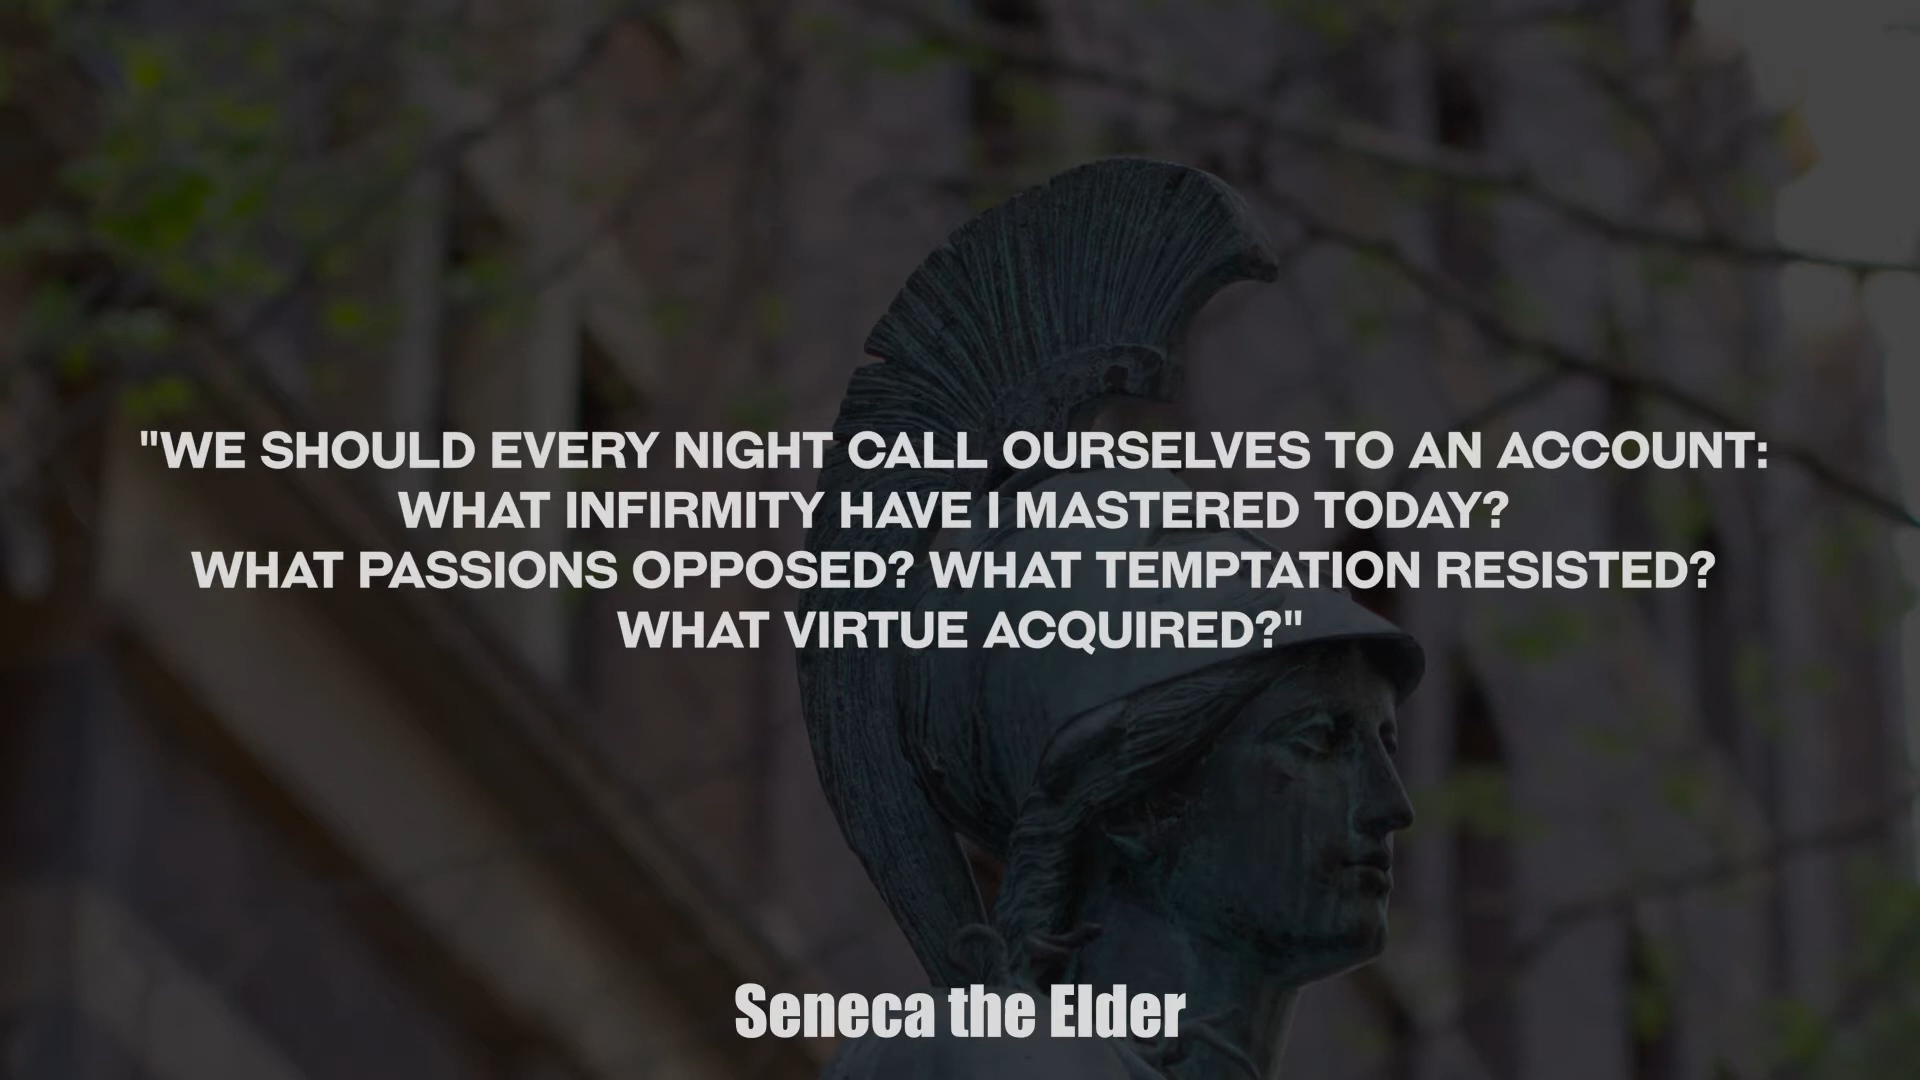 "WE SHOULD EVERY NIGHT CALL OURSELVES TO AN ACCOUNT:
WHAT INFIRMITY HAVE I MASTERED TODAY?
WHAT PASSIONS OPPOSED? WHAT TEMPTATION RESISTED?
WHAT VIRTUE ACQUIRED?"
Seneca the Elder